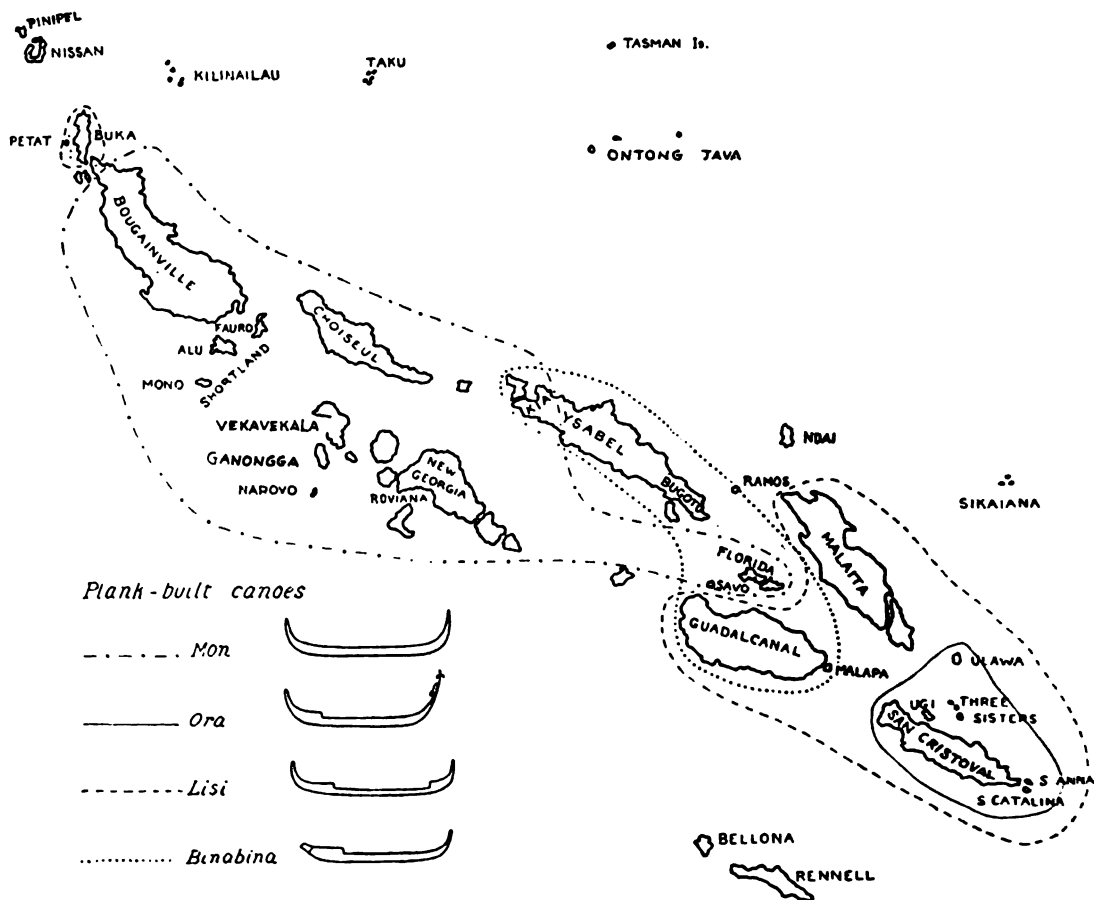 PINIPEL
NISSAN
KILINAILAU
TAKU
TASMAN Is.
PETAT
BUKA
ONTONG JAVA
BOUGAINVILLE
FAURO
ALU
SHORTLAND
MONO
CHOISEUL
VEKAVEKALA
GANONGGA
NAROVO
NEW
GEORGIA
ROVIANA
KIA
YSABEL
BUGOTU
NDAI
RAMOS
SIKAIANA
MALAITA
FLORIDA
SAVO
GUADALCANAL
MALAPA
ULAWA
UGI
THREE
SISTERS
SAN CRISTOVAL
S ANNA
S CATALINA
BELLONA
RENNELL
Plank-built canoes
Mon
Ora
Lisi
Binabina